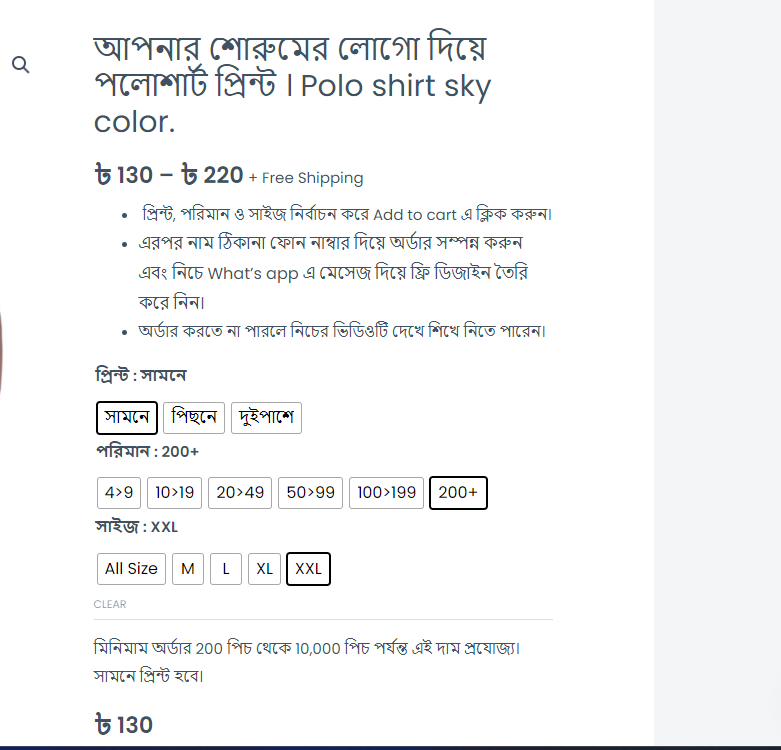 আপনার শোরুমের লোগো দিয়ে
পলোশার্ট প্রিন্ট । Polo shirt sky
color.
৳ 130 – ৳ 220 + Free Shipping
• প্রিন্ট, পরিমান ও সাইজ নির্বাচন করে Add to cart এ ক্লিক করুন।
• এরপর নাম ঠিকানা ফোন নাম্বার দিয়ে অর্ডার সম্পন্ন করুন
এবং নিচে What’s app এ মেসেজ দিয়ে ফ্রি ডিজাইন তৈরি
করে নিন।
• অর্ডার করতে না পারলে নিচের ভিডিওটি দেখে শিখে নিতে পারেন।
প্রিন্ট : সামনে
সামনে পিছনে দুইপাশে
পরিমান : 200+
4>9 10>19 20>49 50>99 100>199 200+
সাইজ : XXL
All Size M L XL XXL
CLEAR
মিনিমাম অর্ডার 200 পিচ থেকে 10,000 পিচ পর্যন্ত এই দাম প্রযোজ্য।
সামনে প্রিন্ট হবে।
৳ 130